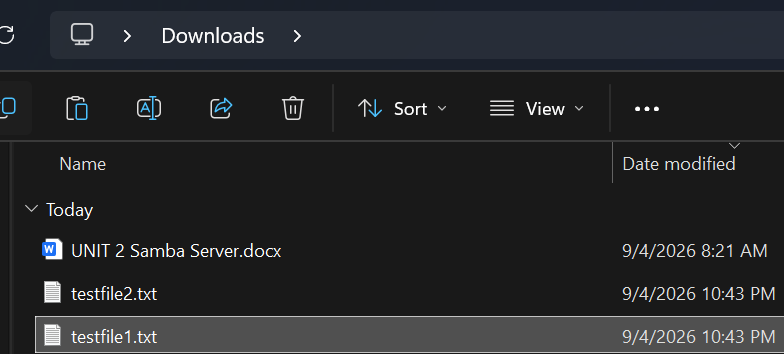 Downloads
Sort View
Name Date modified
Today
UNIT 2 Samba Server.docx 9/4/2026 8:21 AM
testfile2.txt 9/4/2026 10:43 PM
testfile1.txt 9/4/2026 10:43 PM